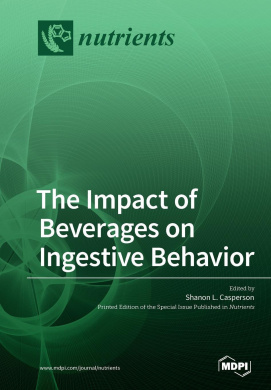 nutrients
The Impact of
Beverages on
Ingestive Behavior
Edited by
Shanon L. Casperson
Printed Edition of the Special Issue Published in Nutrients
www.mdpi.com/journal/nutrients
MDPI